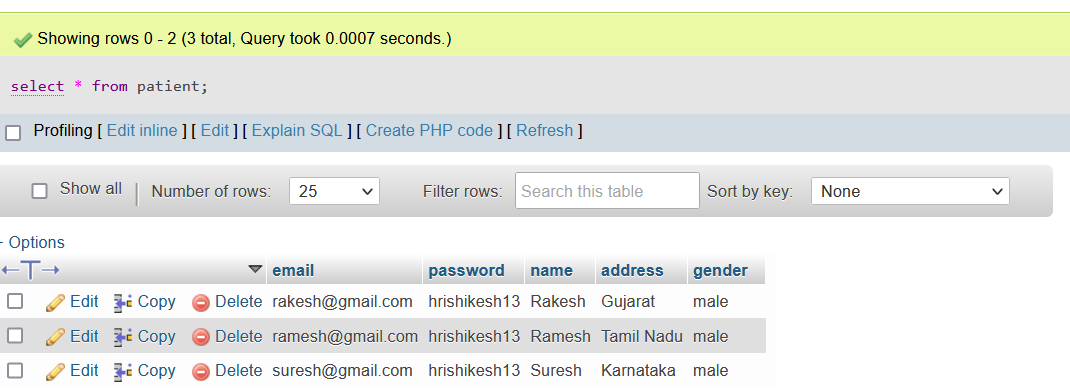 Showing rows 0 - 2 (3 total, Query took 0.0007 seconds.)
select * from patient;
Profiling [ Edit inline ] [ Edit ] [ Explain SQL ] [ Create PHP code ] [ Refresh ]
Show all | Number of rows: 25 Filter rows: Search this table Sort by key: None
+ Options
←T→ email password name address gender
Edit Copy Delete rakesh@gmail.com hrishikesh13 Rakesh Gujarat male
Edit Copy Delete ramesh@gmail.com hrishikesh13 Ramesh Tamil Nadu male
Edit Copy Delete suresh@gmail.com hrishikesh13 Suresh Karnataka male